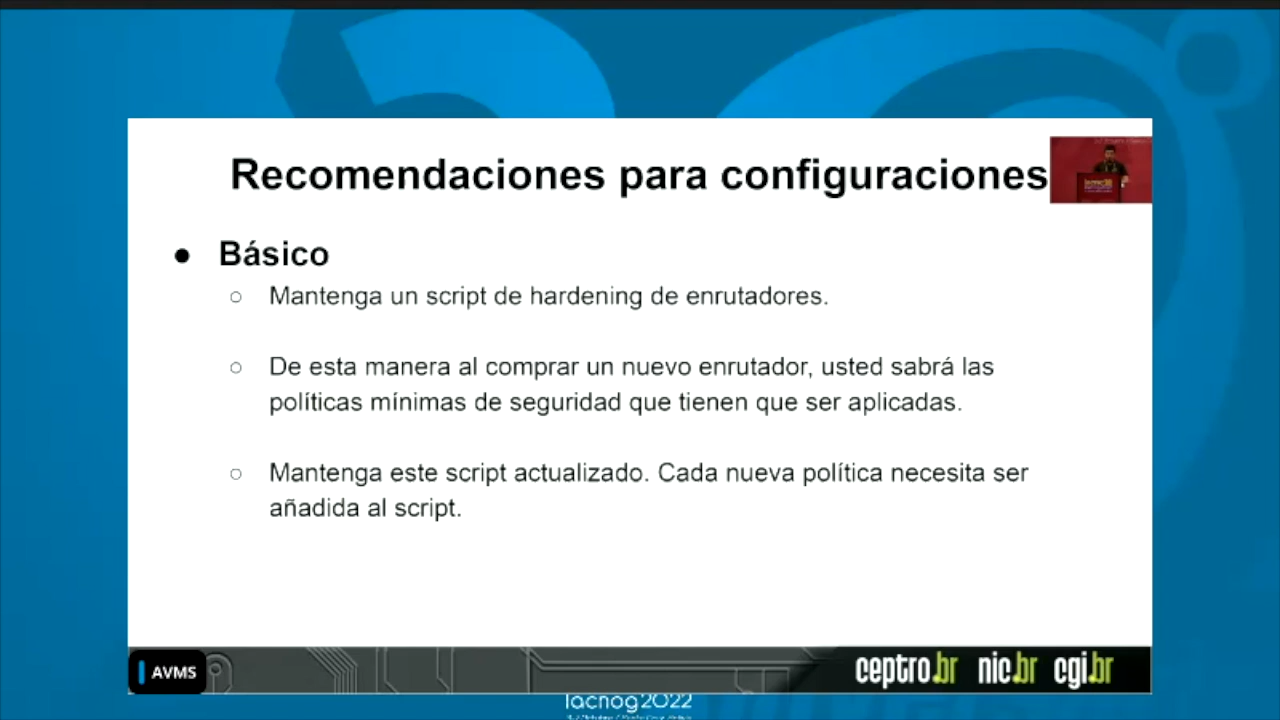 Recomendaciones para configuraciones
● Básico
○ Mantenga un script de hardening de enrutadores.
○ De esta manera al comprar un nuevo enrutador, usted sabrá las
políticas mínimas de seguridad que tienen que ser aplicadas.
○ Mantenga este script actualizado. Cada nueva política necesita ser
añadida al script.
AVMS
ceptro.br nic.br cgi.br
lacnog2022